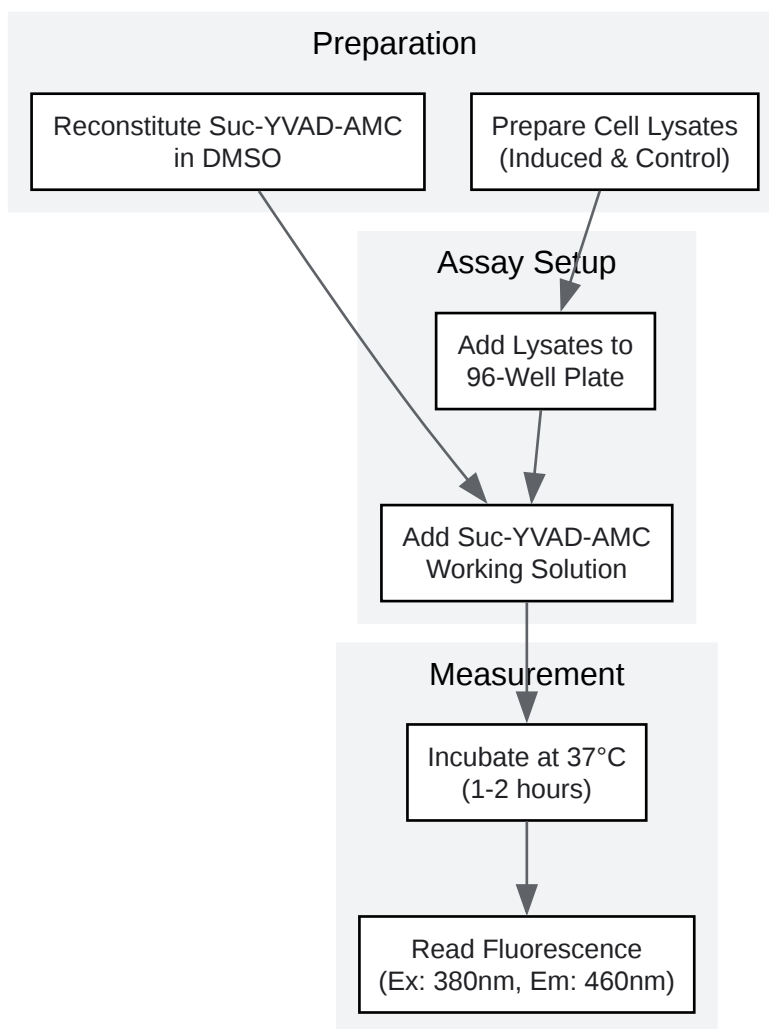 Preparation
Reconstitute Suc-YVAD-AMC
in DMSO
Prepare Cell Lysates
(Induced & Control)
Assay Setup
Add Lysates to
96-Well Plate
Add Suc-YVAD-AMC
Working Solution
Measurement
Incubate at 37°C
(1-2 hours)
Read Fluorescence
(Ex: 380nm, Em: 460nm)